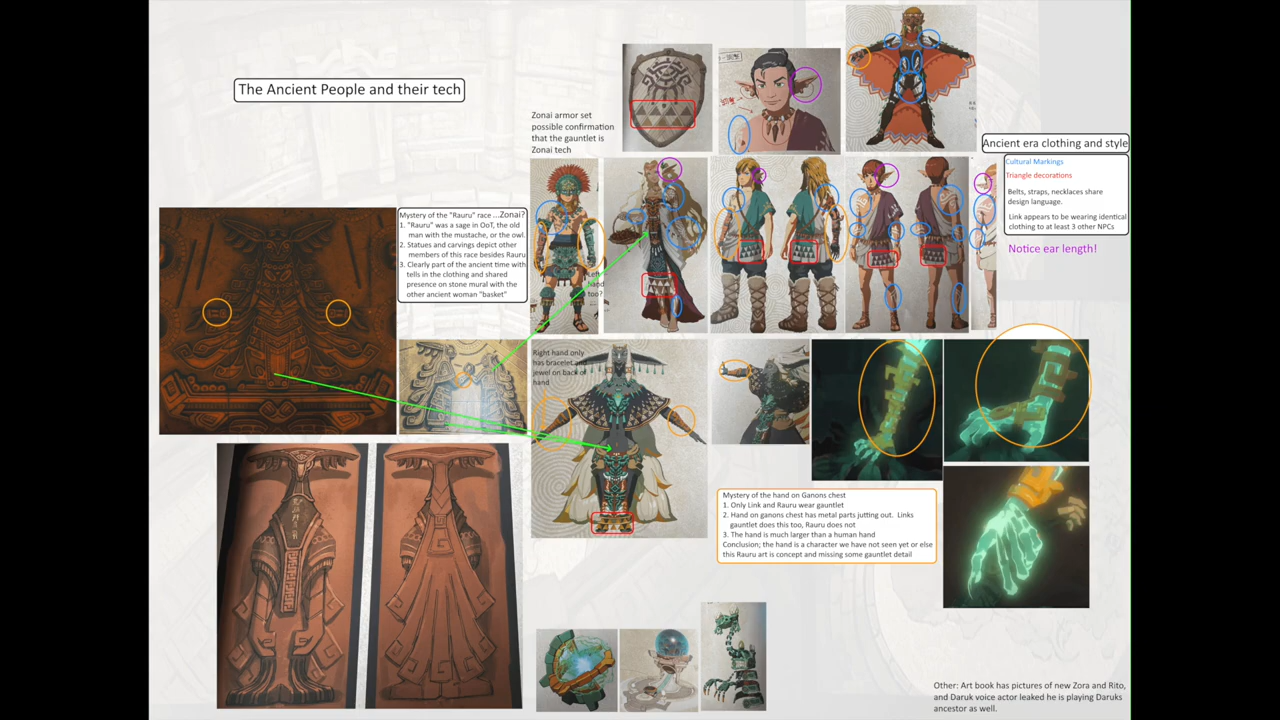 The Ancient People and their tech
Zonai armor set
possible confirmation
that the gauntlet is
Zonai tech
Ancient era clothing and style
Cultural Markings
Triangle decorations
Belts, straps, necklaces share
design language.
Link appears to be wearing identical
clothing to at least 3 other NPCs
Notice ear length!
Mystery of the "Rauru" race ...Zonai?
1. "Rauru" was a sage in OoT, the old
man with the mustache, or the owl.
2. Statues and carvings depict other
members of this race besides Rauru
3. Clearly part of the ancient time with
tells in the clothing and shared
presence on stone mural with the
other ancient woman "basket"
Left
hand
too?
Right hand only
has bracelet and
jewel on back of
hand
Mystery of the hand on Ganons chest
1. Only Link and Rauru wear gauntlet
2. Hand on ganons chest has metal parts jutting out. Links
gauntlet does this too, Rauru does not
3. The hand is much larger than a human hand
Conclusion; the hand is a character we have not seen yet or else
this Rauru art is concept and missing some gauntlet detail
Other: Art book has pictures of new Zora and Rito,
and Daruk voice actor leaked he is playing Daruks
ancestor as well.